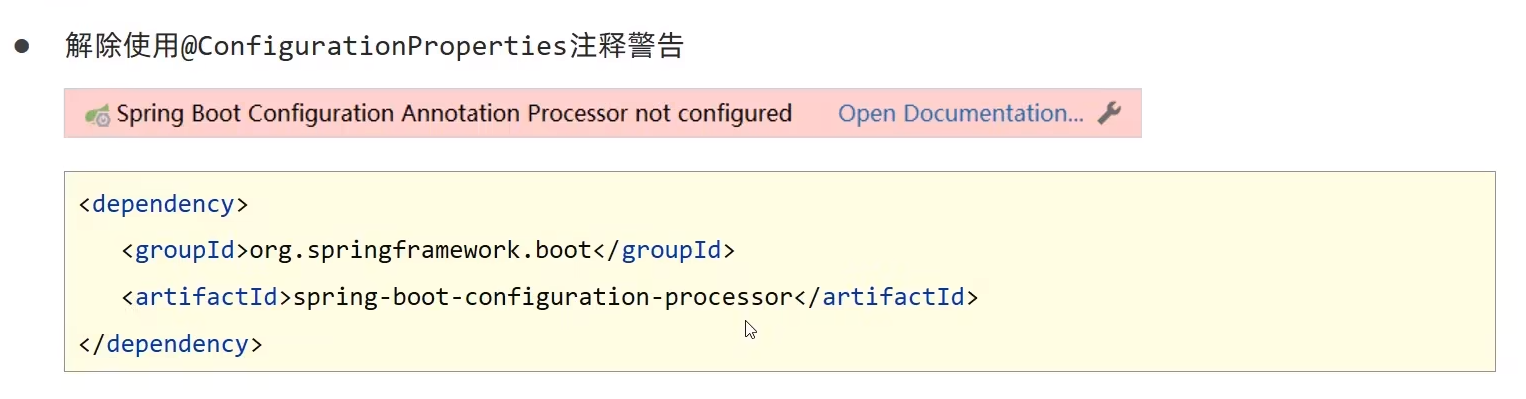 ● 解除使用@ConfigurationProperties注释警告
Spring Boot Configuration Annotation Processor not configured Open Documentation...
<dependency>
<groupId>org.springframework.boot</groupId>
<artifactId>spring-boot-configuration-processor</artifactId>
</dependency>